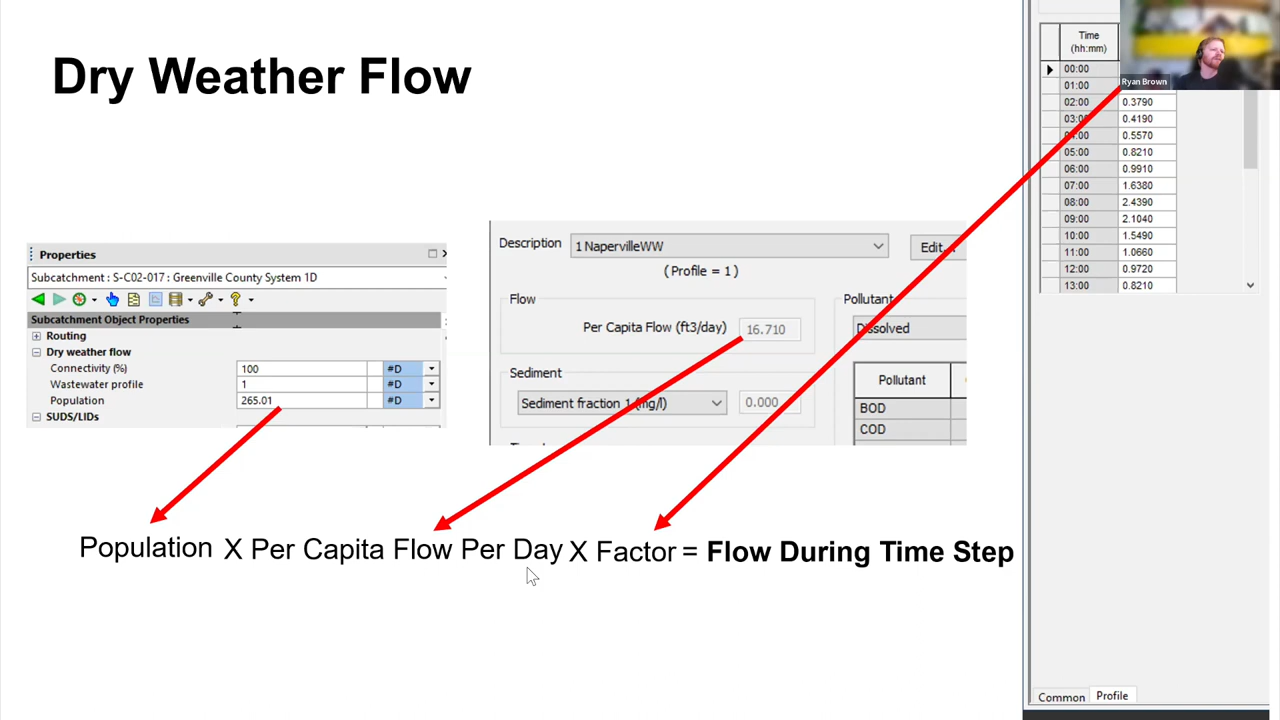 Dry Weather Flow
Properties
Subcatchment : S-C02-017 : Greenville County System 1D
Subcatchment Object Properties
Routing
Dry weather flow
Connectivity (%) 100 #D
Wastewater profile 1 #D
Population 265.01 #D
SUDS/LIDs
Description 1 NapervilleWW Edit...
( Profile = 1 )
Flow
Per Capita Flow (ft3/day) 16.710
Sediment
Sediment fraction 1 (mg/l) 0.000
Pollutant
Dissolved
Pollutant
BOD
COD
Time
(hh:mm)
00:00
01:00
02:00 0.3790
03:00 0.4190
04:00 0.5570
05:00 0.8210
06:00 0.9910
07:00 1.6380
08:00 2.4390
09:00 2.1040
10:00 1.5490
11:00 1.0660
12:00 0.9720
13:00 0.8210
Ryan Brown
Population X Per Capita Flow Per Day X Factor = Flow During Time Step
Common Profile